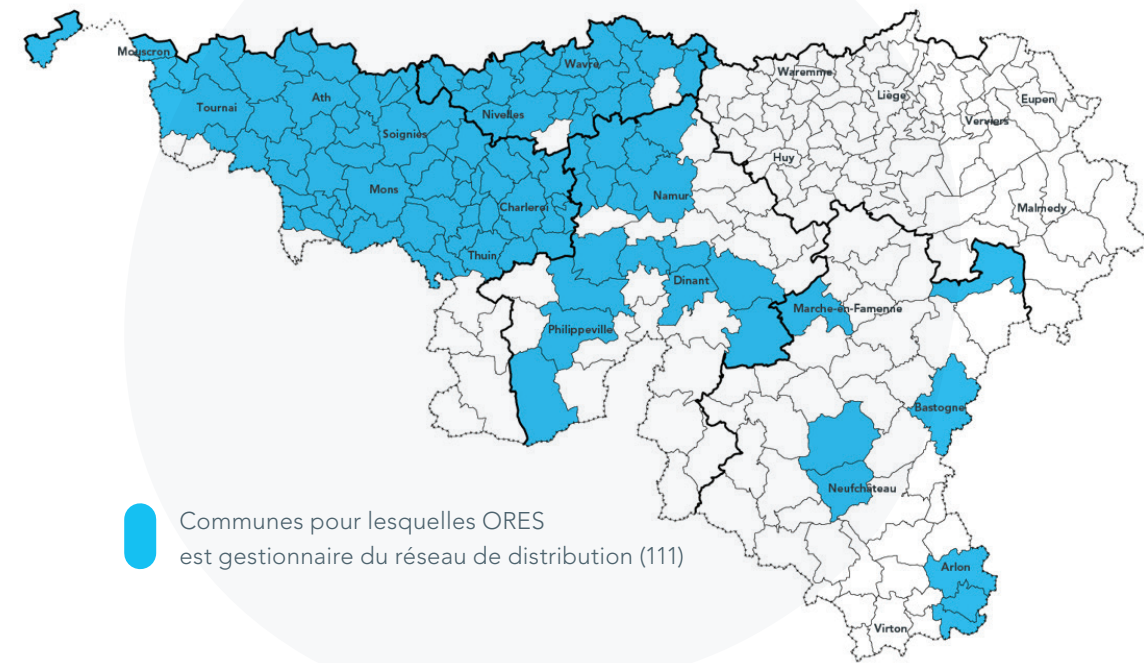 Mouscron
Wavre
Waremme
Liège
Eupen
Tournai
Ath
Nivelles
Verviers
Soignies
Huy
Mons
Namur
Charleroi
Malmedy
Thuin
Dinant
Marche-en-Famenne
Philippeville
Bastogne
Neufchâteau
Communes pour lesquelles ORES
est gestionnaire du réseau de distribution (111)
Arlon
Virton